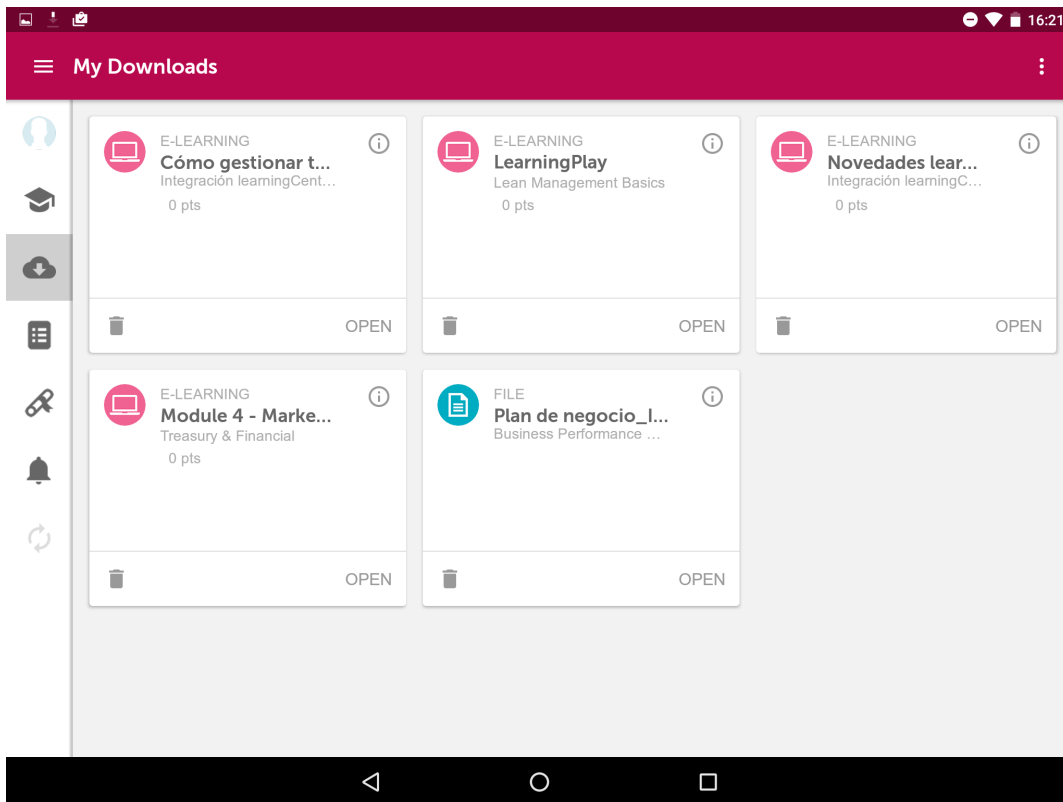 16:21
My Downloads
E-LEARNING
Cómo gestionar t...
Integración learningCent...
0 pts
OPEN
E-LEARNING
LearningPlay
Lean Management Basics
0 pts
OPEN
E-LEARNING
Novedades lear...
Integración learningC...
0 pts
OPEN
E-LEARNING
Module 4 - Marke...
Treasury & Financial
0 pts
OPEN
FILE
Plan de negocio_I...
Business Performance ...
OPEN